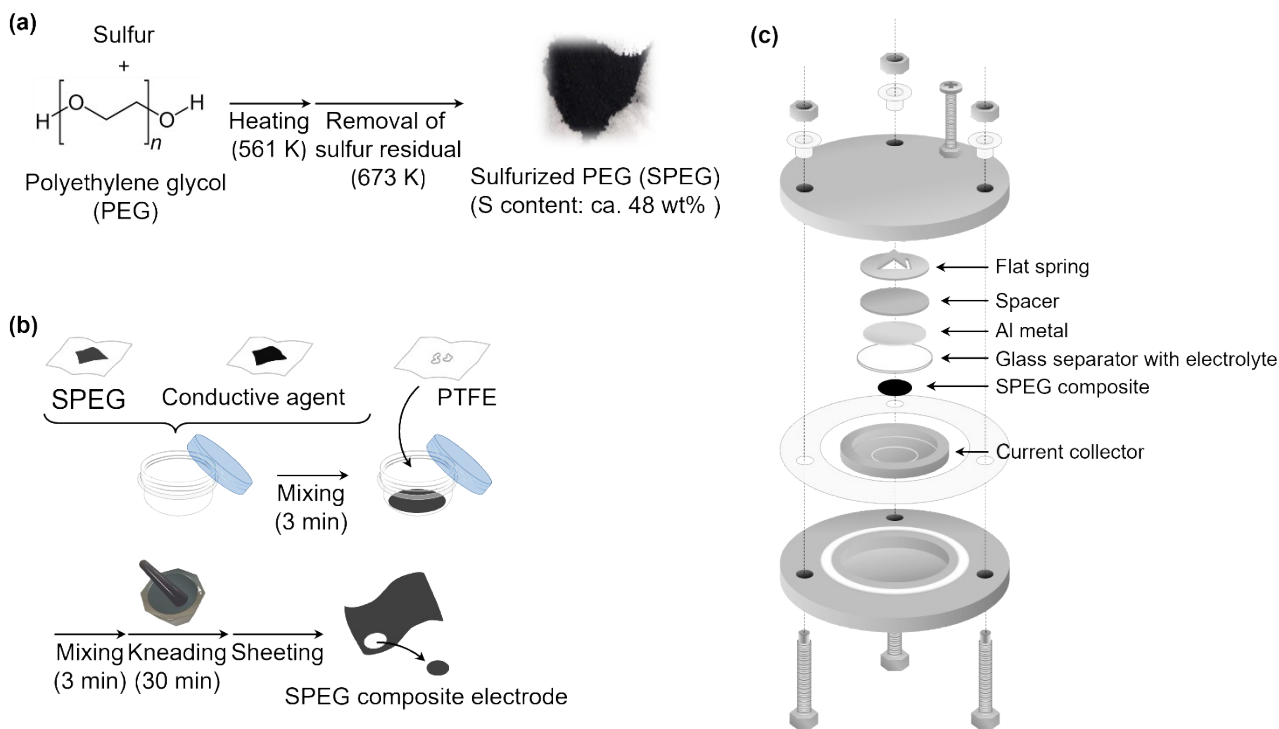 (a)
Sulfur
+
H
O
n
O
H
Polyethylene glycol
(PEG)
Heating
(561 K)
Removal of
sulfur residual
(673 K)
Sulfurized PEG (SPEG)
(S content: ca. 48 wt% )
(b)
SPEG
Conductive agent
PTFE
Mixing
(3 min)
Mixing
(3 min)
Kneading
(30 min)
Sheeting
SPEG composite electrode
(c)
Flat spring
Spacer
Al metal
Glass separator with electrolyte
SPEG composite
Current collector